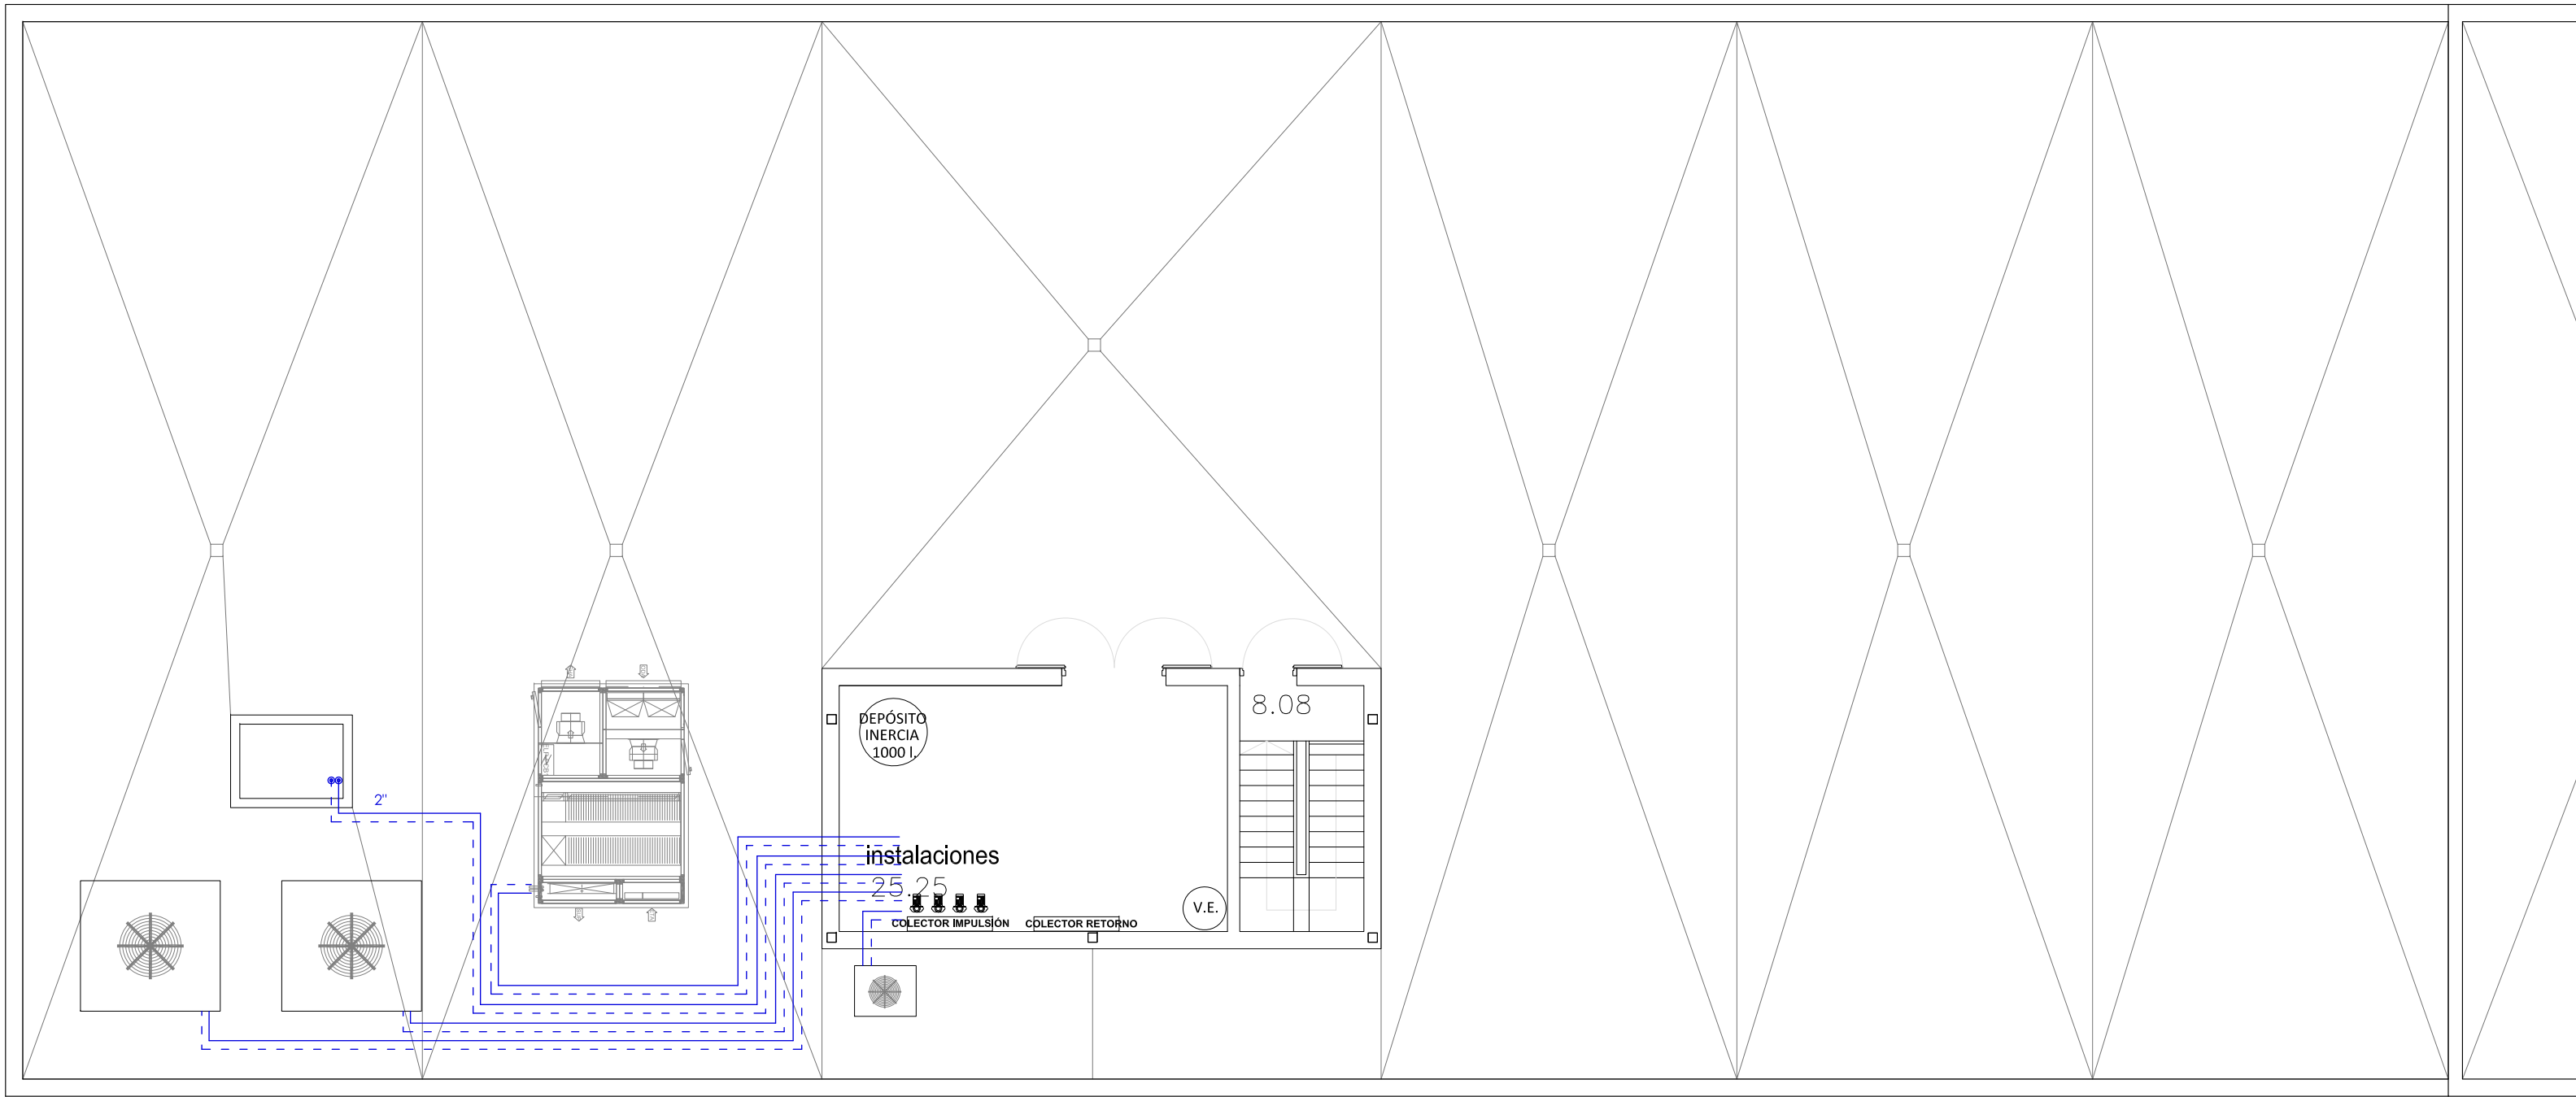 8.08
DEPÓSITO
INERCIA
1000 l.
2"
instalaciones
25.25
V.E.
COLECTOR IMPULSIÓN
COLECTOR RETORNO